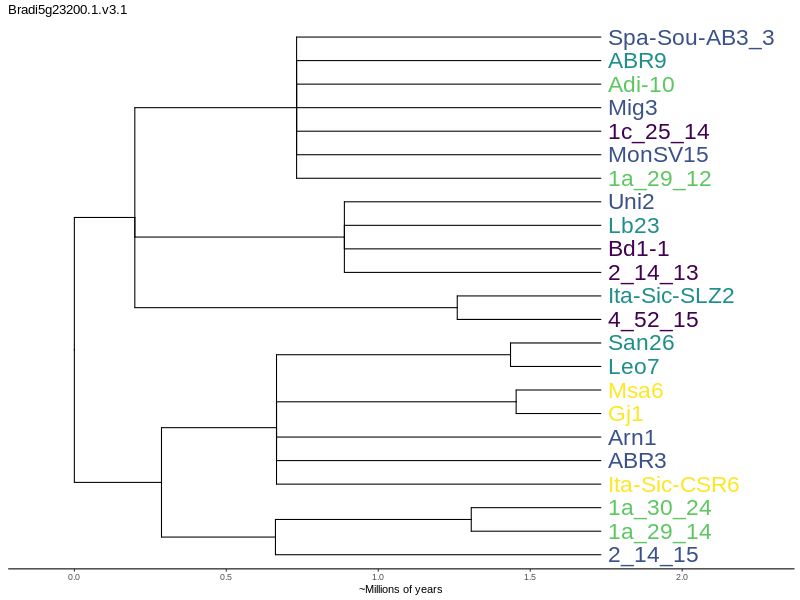 Bradi5g23200.1.v3.1
Spa-Sou-AB3_3
ABR9
Adi-10
Mig3
1c_25_14
MonSV15
1a_29_12
Uni2
Lb23
Bd1-1
2_14_13
Ita-Sic-SLZ2
4_52_15
San26
Leo7
Msa6
Gj1
Arn1
ABR3
Ita-Sic-CSR6
1a_30_24
1a_29_14
2_14_15
0.0 0.5 1.0 1.5 2.0
~Millions of years